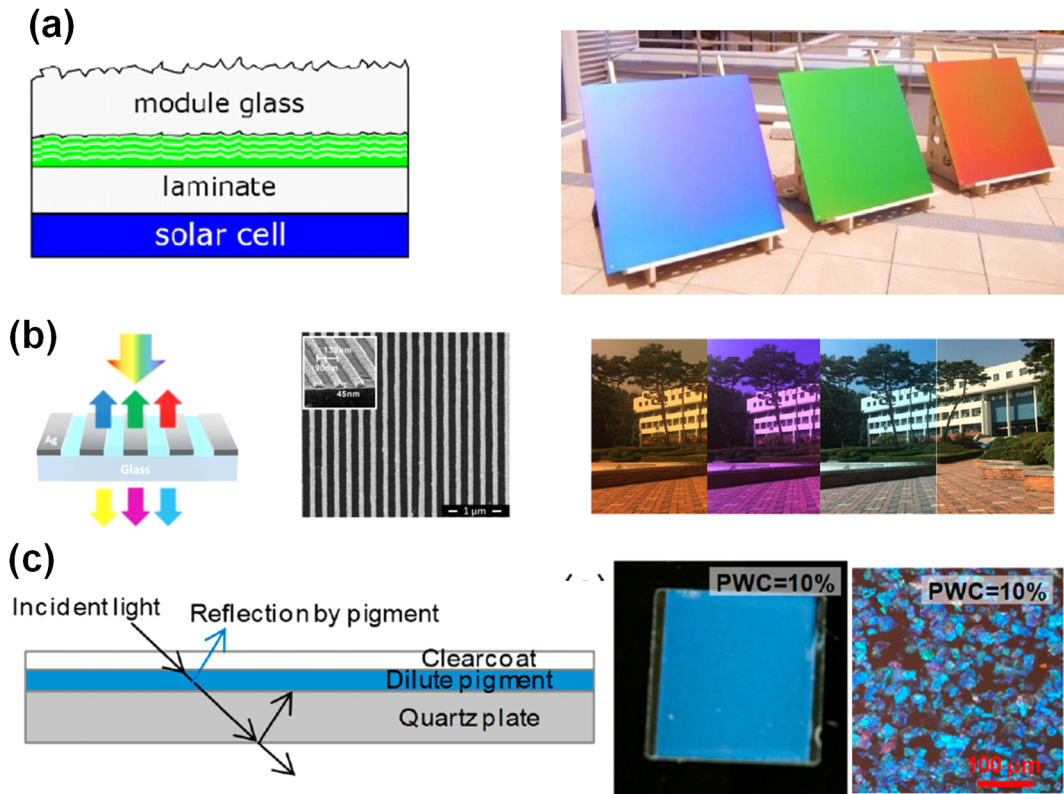 (a)
module glass
laminate
solar cell
(b)
Ag
Glass
130nm
90nm
45nm
1 µm
(c)
Incident light
Reflection by pigment
Clearcoat
Dilute pigment
Quartz plate
PWC=10%
PWC=10%
100 µm